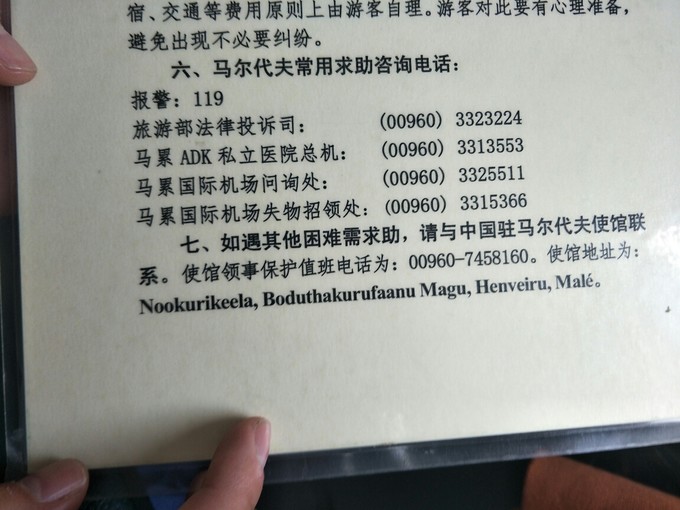 宿、交通等费用原则上由游客自理。游客对此要有心理准备，
避免出现不必要纠纷。
六、马尔代夫常用求助咨询电话：
报警：119
旅游部法律投诉司： (00960) 3323224
马累 ADK 私立医院总机： (00960) 3313553
马累国际机场问询处： (00960) 3325511
马累国际机场失物招领处： (00960) 3315366
七、如遇其他困难需求助，请与中国驻马尔代夫使馆联
系。使馆领事保护值班电话为：00960-7458160。使馆地址为：
Nookurikeela, Boduthakurufaanu Magu, Henveiru, Malé。